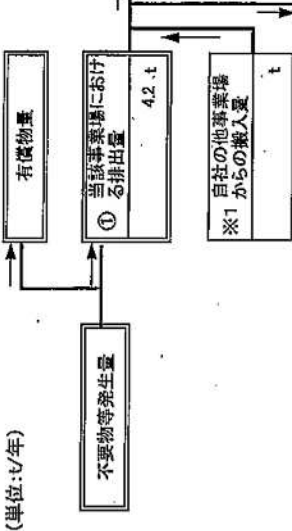 (単位:t/年)
不要物等発生量
有償物量
①
当該事業場におけ
る排出量
4.2 t
※1
自社の他事業場
からの搬入量
t